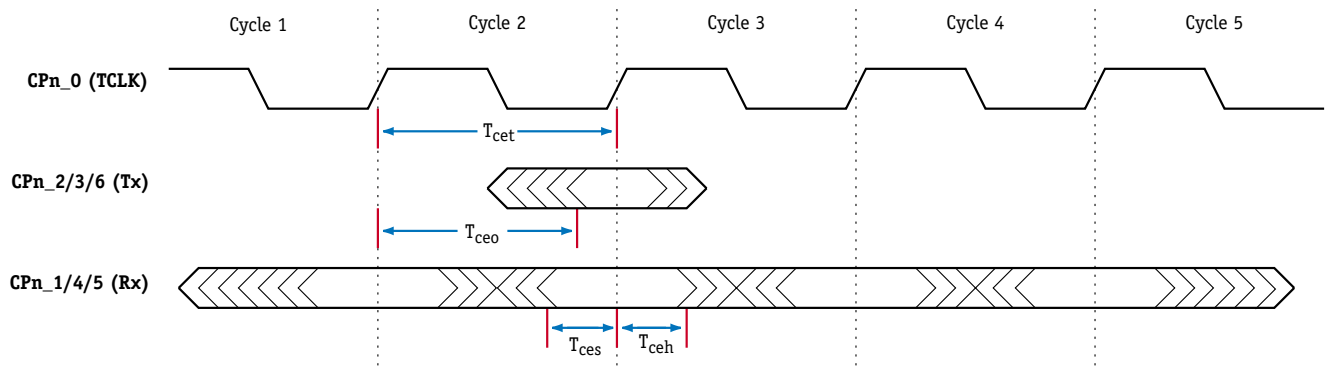 Cycle 1 Cycle 2 Cycle 3 Cycle 4 Cycle 5
CPn_0 (TCLK)
Tcet
CPn_2/3/6 (Tx)
Tceo
CPn_1/4/5 (Rx)
Tces Tceh